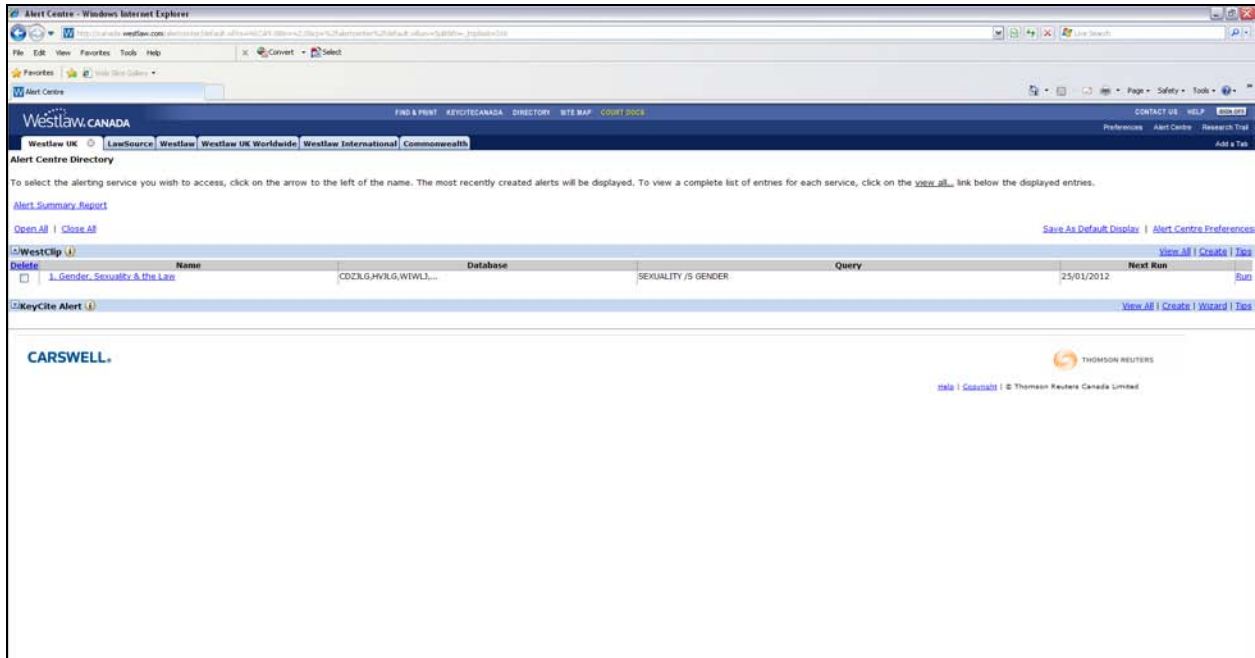 Alert Centre - Windows Internet Explorer
westlaw.com
Live Search
File Edit View Favorites Tools Help
Convert Select
Favorites Web Slice Gallery
Alert Centre
Page Safety Tools
FIND & PRINT KEYCITECANADA DIRECTORY SITE MAP COURT DOCS
CONTACT US HELP SIGN OFF
Westlaw. CANADA
Preferences Alert Centre Research Trail
Westlaw UK LawSource Westlaw Westlaw UK Worldwide Westlaw International Commonwealth
Add a Tab
Alert Centre Directory
To select the alerting service you wish to access, click on the arrow to the left of the name. The most recently created alerts will be displayed. To view a complete list of entries for each service, click on the view all... link below the displayed entries.
Alert Summary Report
Open All | Close All
Save As Default Display | Alert Centre Preferences
WestClip
View All | Create | Tips
Delete Name Database Query Next Run
1. Gender, Sexuality & the Law CDZJLG,HVJLG,WIWLJ,... SEXUALITY /S GENDER 25/01/2012 Run
KeyCite Alert
View All | Create | Wizard | Tips
CARSWELL.
THOMSON REUTERS
Help | Copyright | © Thomson Reuters Canada Limited